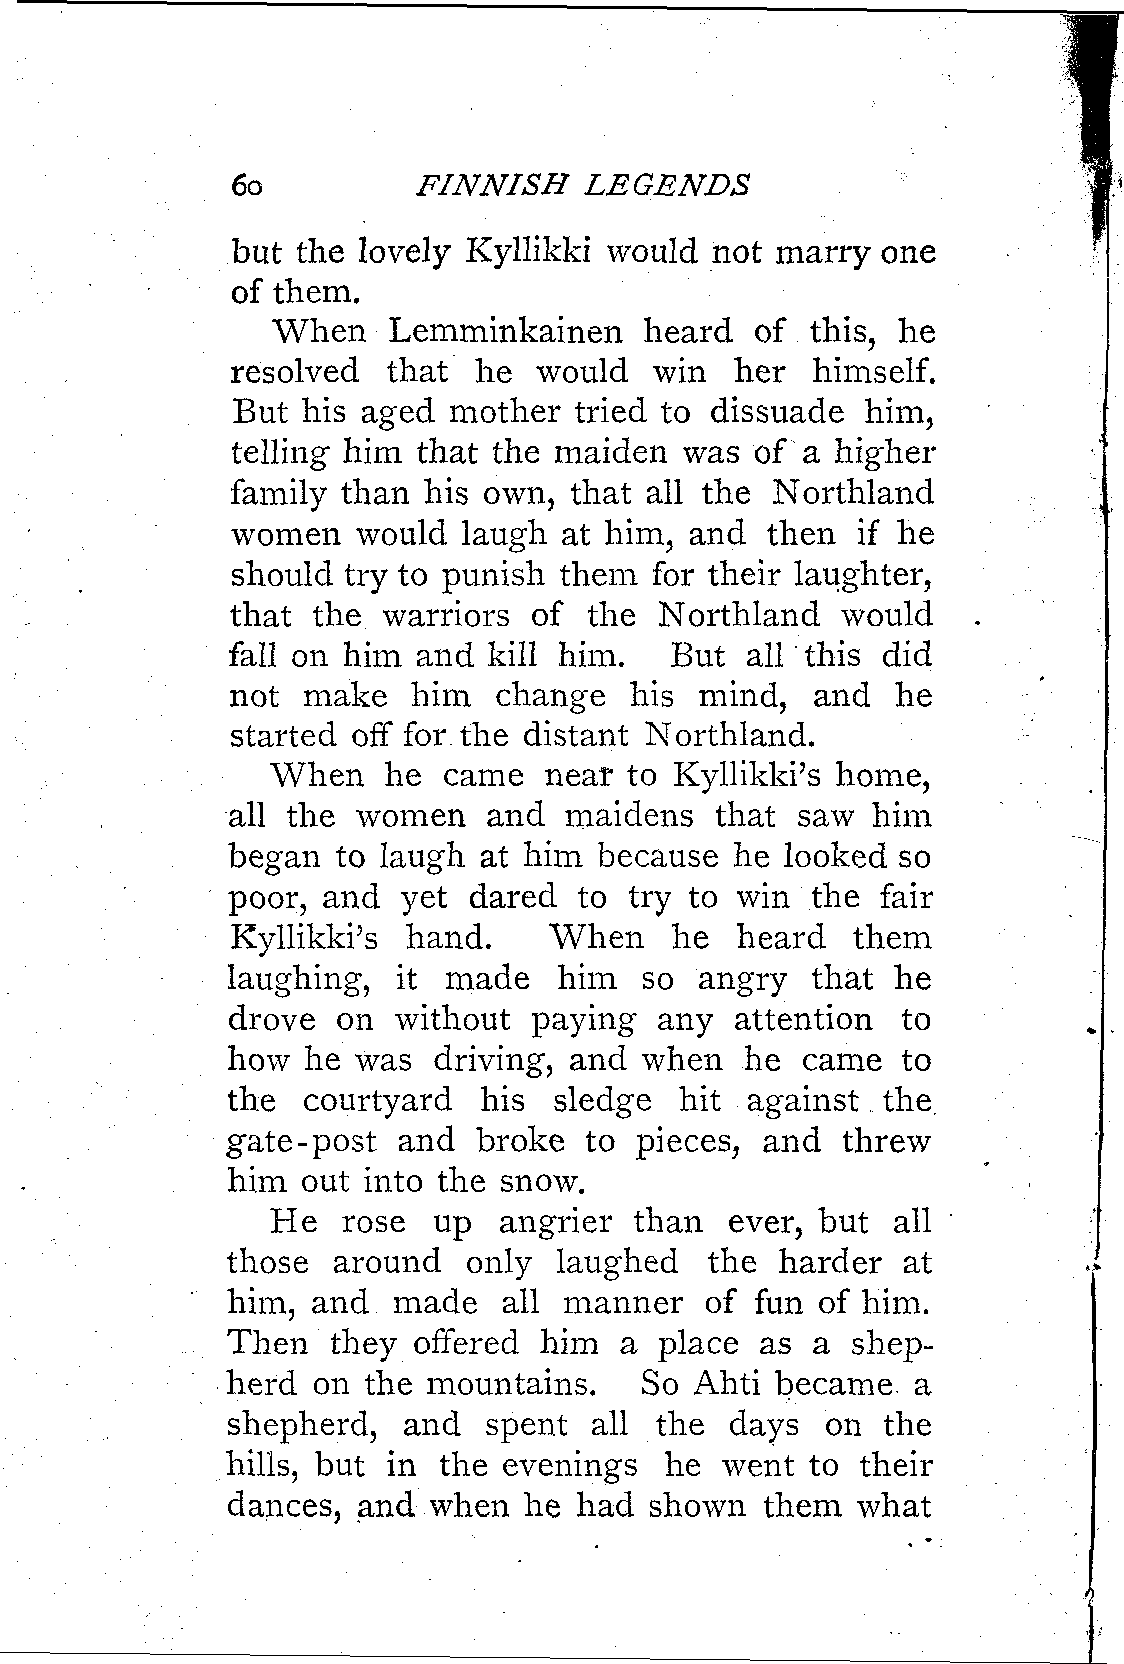 60 FINNISH LEGENDS
but the lovely Kyllikki would not marry one
of them.
When Lemminkainen heard of this, he
resolved that he would win her himself.
But his aged mother tried to dissuade him,
telling him that the maiden was of a higher
family than his own, that all the Northland
women would laugh at him, and then if he
should try to punish them for their laughter,
that the warriors of the Northland would
fall on him and kill him. But all this did
not make him change his mind, and he
started off for the distant Northland.
When he came near to Kyllikki's home,
all the women and maidens that saw him
began to laugh at him because he looked so
poor, and yet dared to try to win the fair
Kyllikki's hand. When he heard them
laughing, it made him so angry that he
drove on without paying any attention to
how he was driving, and when he came to
the courtyard his sledge hit against the
gate-post and broke to pieces, and threw
him out into the snow.
He rose up angrier than ever, but all
those around only laughed the harder at
him, and made all manner of fun of him.
Then they offered him a place as a shep-
herd on the mountains. So Ahti became a
shepherd, and spent all the days on the
hills, but in the evenings he went to their
dances, and when he had shown them what